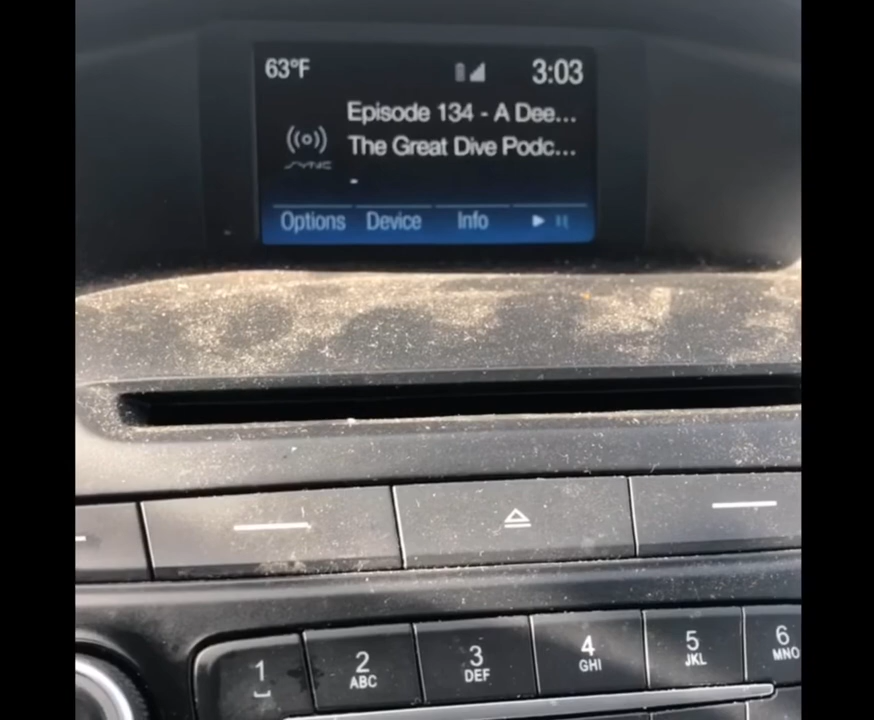 63°F 3:03
Episode 134 - A Dee...
The Great Dive Podc...
SYNC
-
Options Device Info
1 2 3 4 5 6
ABC DEF GHI JKL MNO